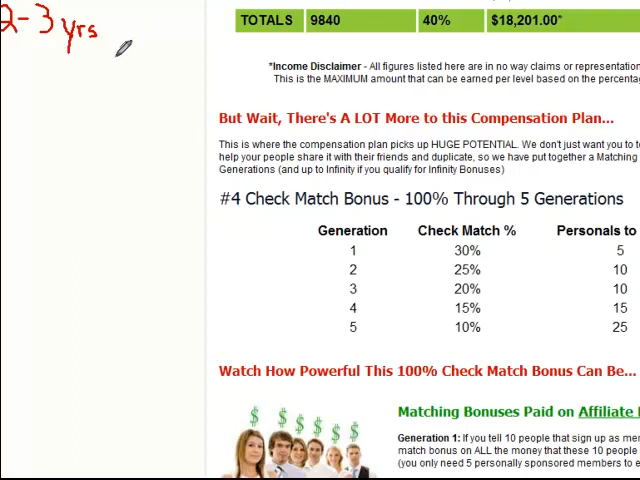 2-3 yrs
TOTALS 9840 40% $18,201.00*
*Income Disclaimer - All figures listed here are in no way claims or representation
This is the MAXIMUM amount that can be earned per level based on the percenta
But Wait, There's A LOT More to this Compensation Plan...
This is where the compensation plan picks up HUGE POTENTIAL. We don't just want you to te
help your people share it with their friends and duplicate, so we have put together a Matching
Generations (and up to Infinity if you qualify for Infinity Bonuses)
#4 Check Match Bonus - 100% Through 5 Generations
Generation Check Match % Personals to
1 30% 5
2 25% 10
3 20% 10
4 15% 15
5 10% 25
Watch How Powerful This 100% Check Match Bonus Can Be...
$ $ $ $ $ $
Matching Bonuses Paid on Affiliate
Generation 1: If you tell 10 people that sign up as mem
match bonus on ALL the money that these 10 people
(you only need 5 personally sponsored members to e